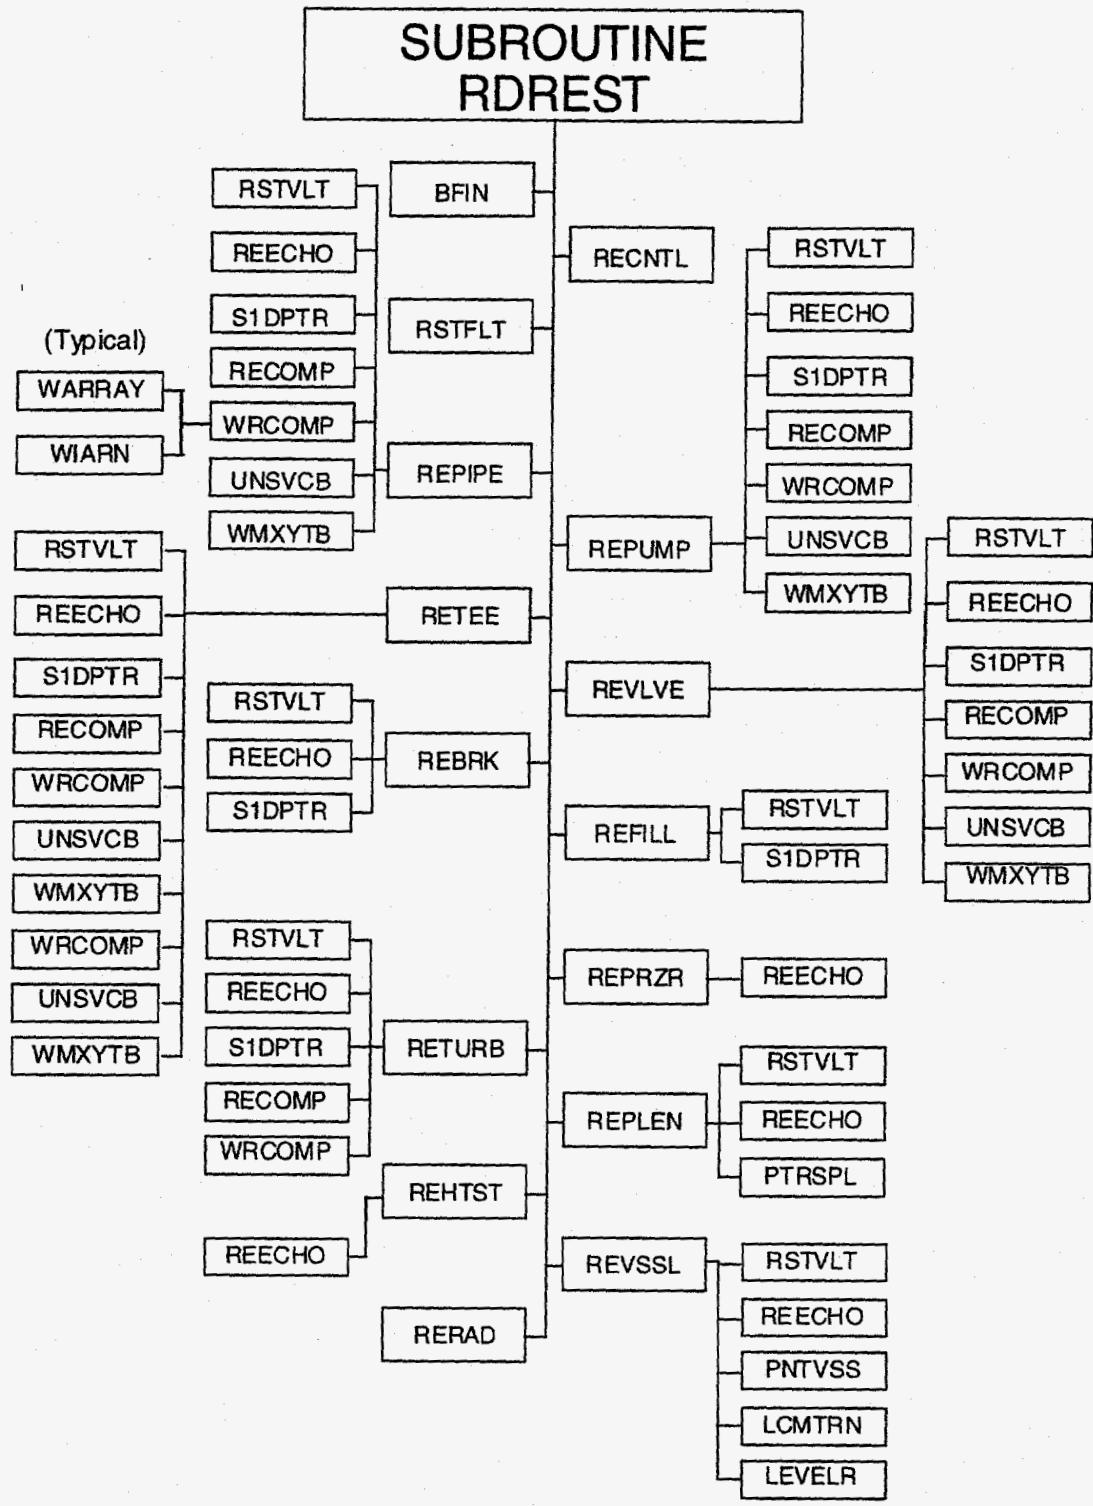 SUBROUTINE
RDREST
BFIN
RECNTL
RSTFLT
REPIPE
RSTVLT
REECHO
S1DPTR
RECOMP
WRCOMP
UNSVCB
WMXYTB
(Typical)
WARRAY
WIARN
REPUMP
RSTVLT
REECHO
S1DPTR
RECOMP
WRCOMP
UNSVCB
WMXYTB
RETEE
RSTVLT
REECHO
S1DPTR
RECOMP
WRCOMP
UNSVCB
WMXYTB
WRCOMP
UNSVCB
WMXYTB
REVLVE
RSTVLT
REECHO
S1DPTR
RECOMP
WRCOMP
UNSVCB
WMXYTB
REBRK
RSTVLT
REECHO
S1DPTR
REFILL
RSTVLT
S1DPTR
REPRZR
REECHO
RETURB
RSTVLT
REECHO
S1DPTR
RECOMP
WRCOMP
REPLEN
RSTVLT
REECHO
PTRSPL
REHTST
REECHO
REVSSL
RSTVLT
REECHO
PNTVSS
LCMTRN
LEVELR
RERAD